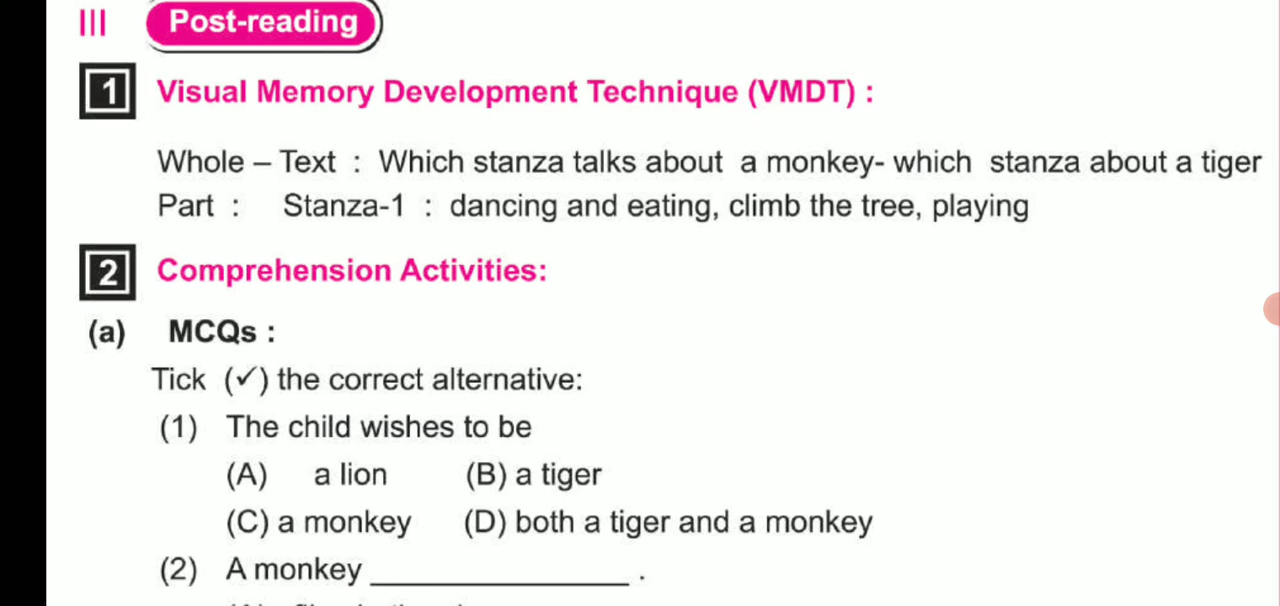 III Post-reading
1 Visual Memory Development Technique (VMDT) :
Whole – Text : Which stanza talks about a monkey- which stanza about a tiger
Part : Stanza-1 : dancing and eating, climb the tree, playing
2 Comprehension Activities:
(a) MCQs :
Tick (✓) the correct alternative:
(1) The child wishes to be
(A) a lion (B) a tiger
(C) a monkey (D) both a tiger and a monkey
(2) A monkey ________________ .